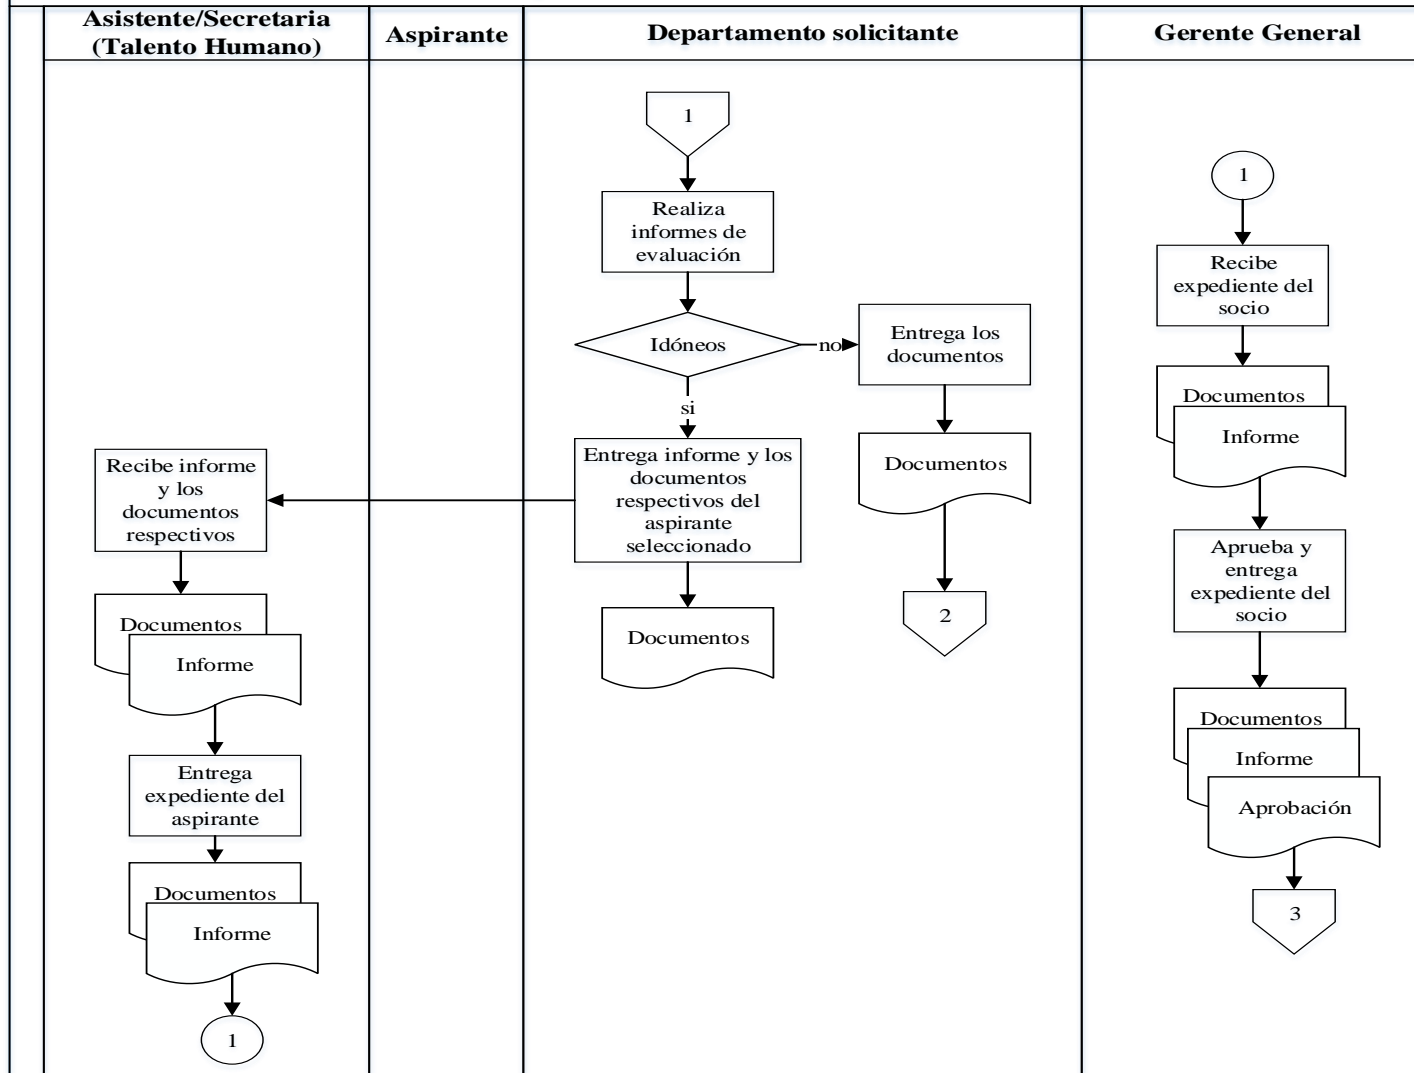 Asistente/Secretaria
(Talento Humano)
Aspirante
Departamento solicitante
Gerente General
1
Realiza
informes de
evaluación
Idóneos
no
Entrega los
documentos
si
Documentos
2
Entrega informe y los
documentos
respectivos del
aspirante
seleccionado
Documentos
Recibe informe
y los
documentos
respectivos
Documentos
Informe
Entrega
expediente del
aspirante
Documentos
Informe
1
1
Recibe
expediente del
socio
Documentos
Informe
Aprueba y
entrega
expediente del
socio
Documentos
Informe
Aprobación
3